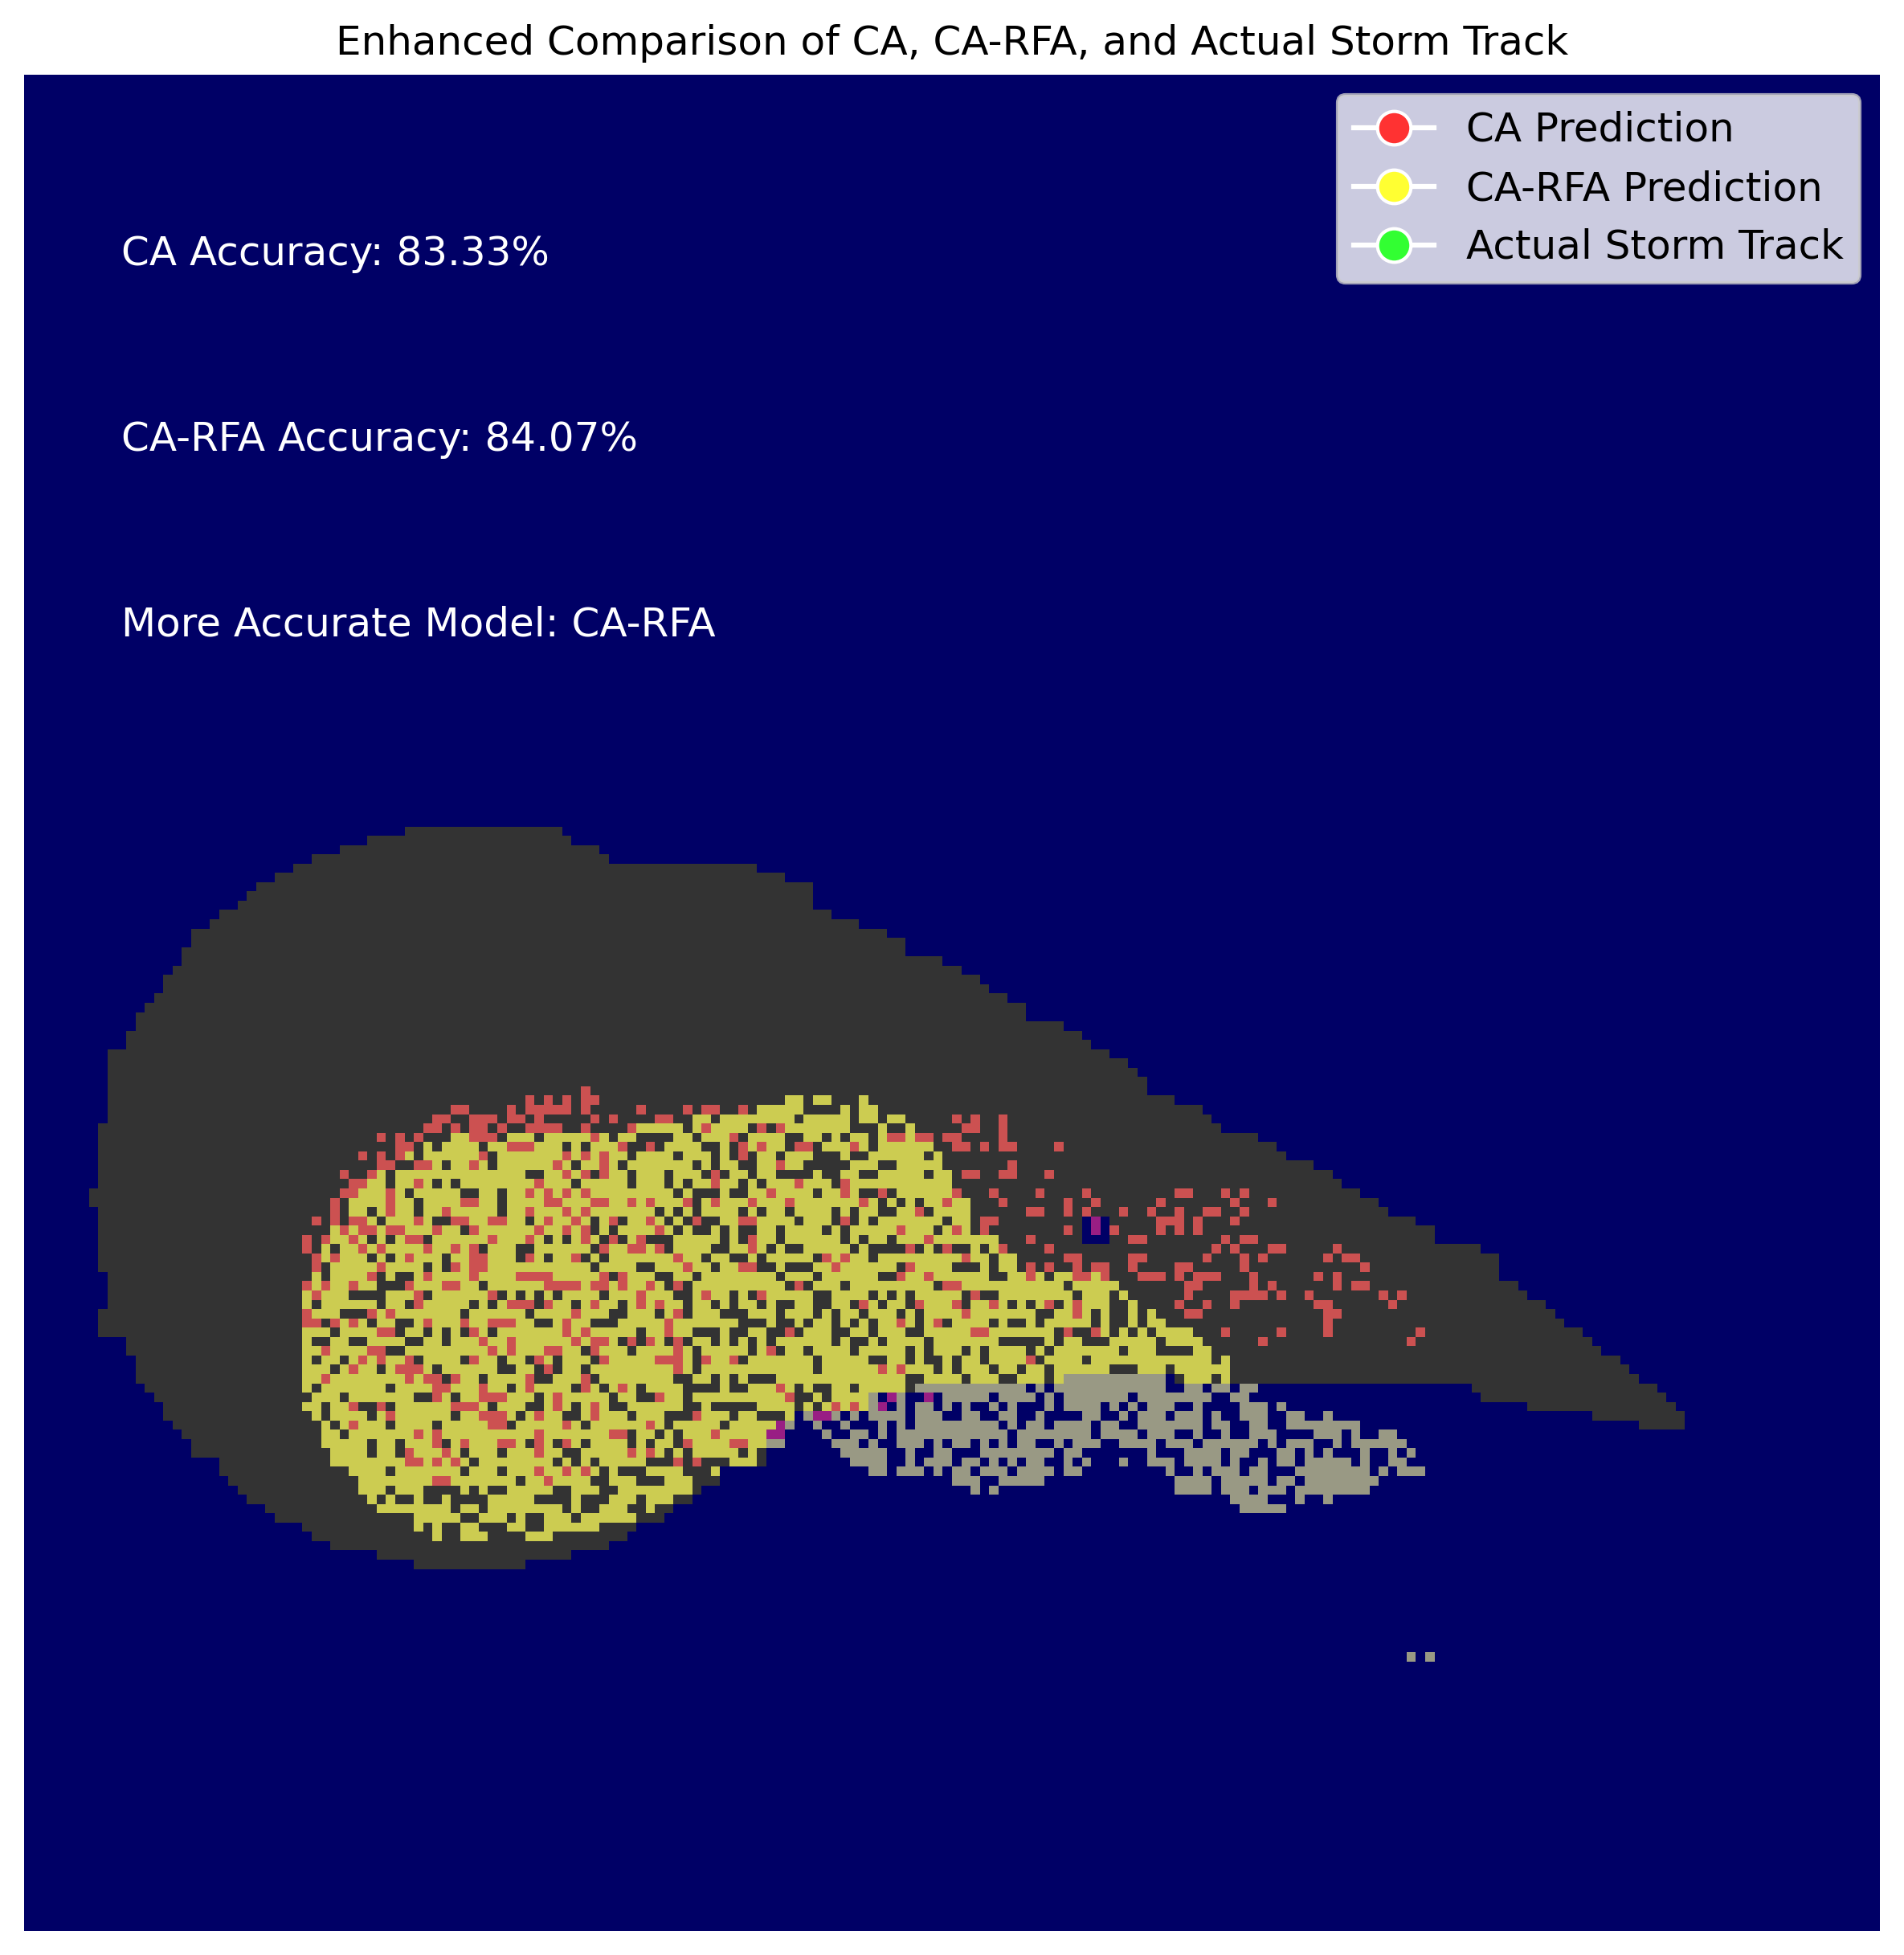 Enhanced Comparison of CA, CA-RFA, and Actual Storm Track
CA Prediction
CA-RFA Prediction
Actual Storm Track
CA Accuracy: 83.33%
CA-RFA Accuracy: 84.07%
More Accurate Model: CA-RFA